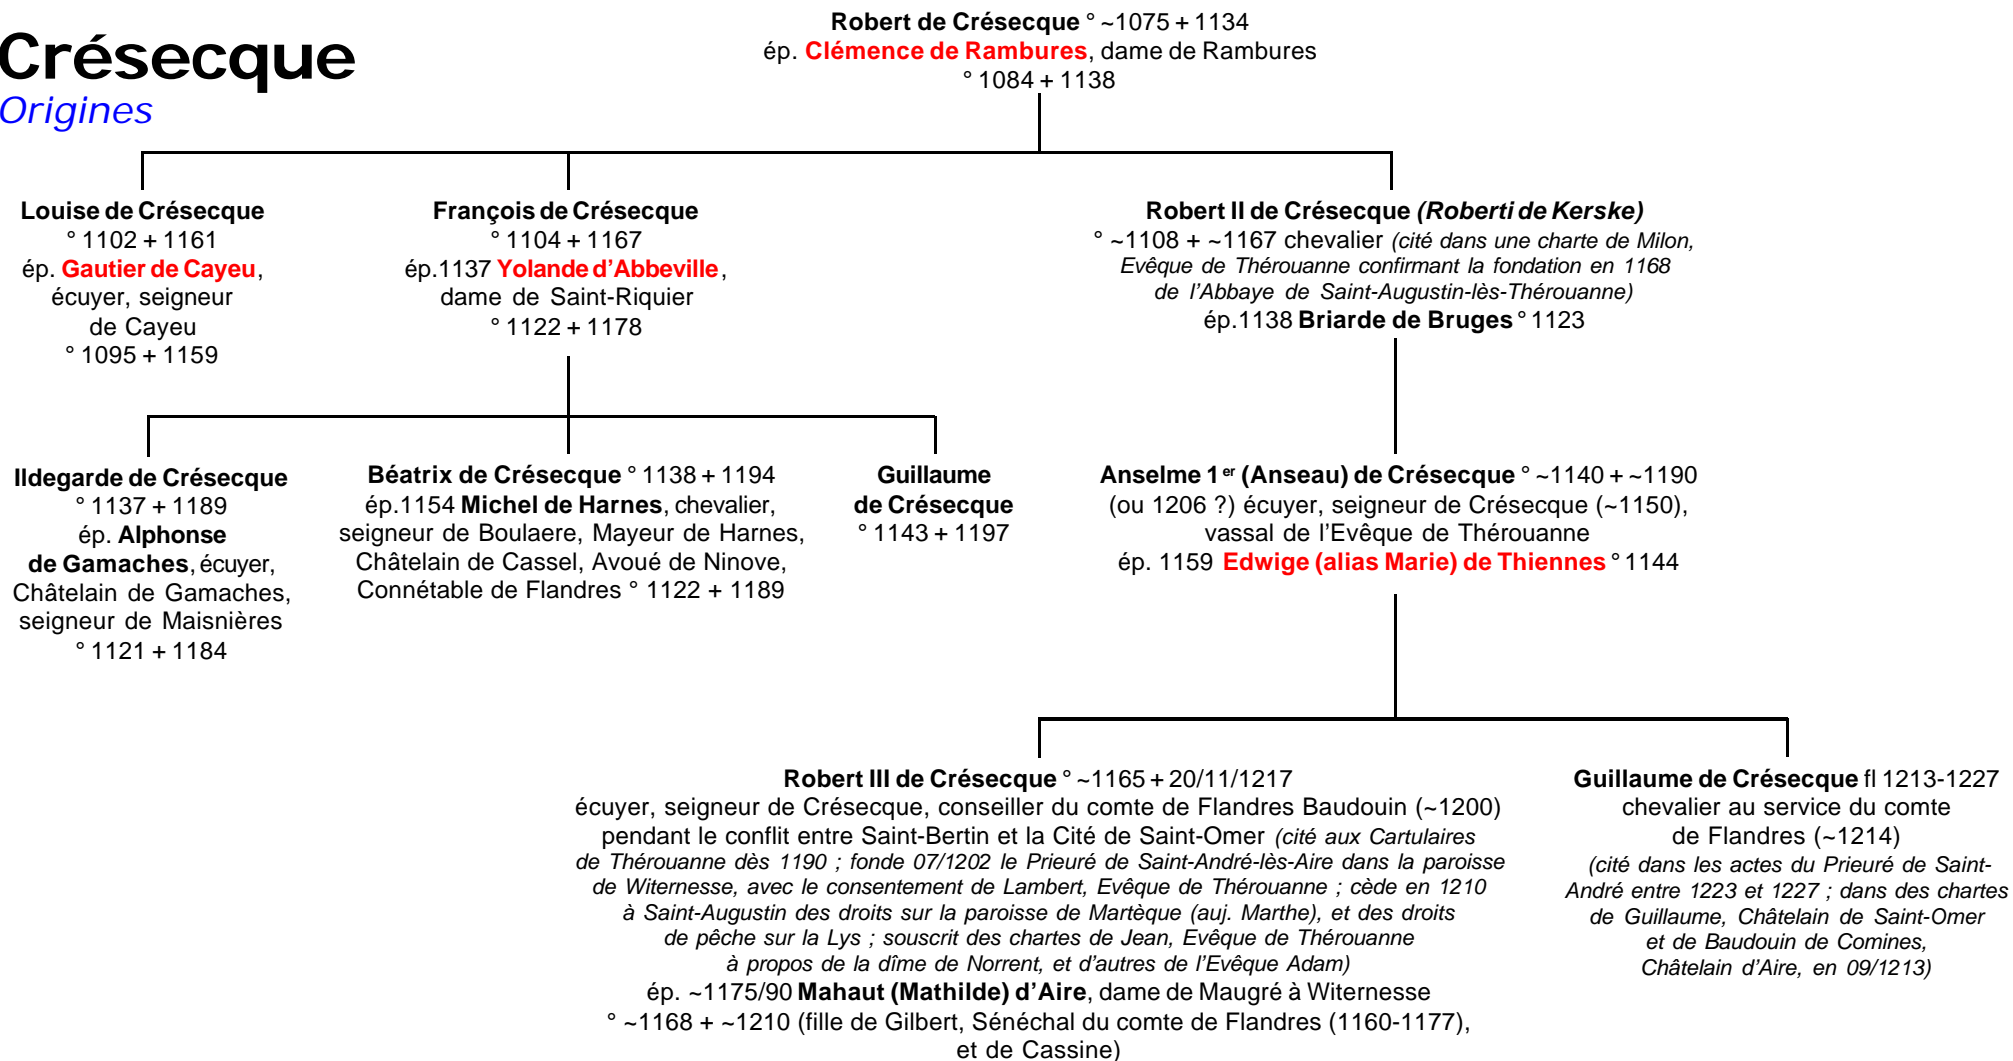 Crésecque
Origines
Robert de Crésecque ° ~1075 + 1134
ép. Clémence de Rambures, dame de Rambures
° 1084 + 1138
Louise de Crésecque
° 1102 + 1161
ép. Gautier de Cayeu,
écuyer, seigneur
de Cayeu
° 1095 + 1159
François de Crésecque
° 1104 + 1167
ép.1137 Yolande d’Abbeville,
dame de Saint-Riquier
° 1122 + 1178
Robert II de Crésecque (Roberti de Kerske)
° ~1108 + ~1167 chevalier (cité dans une charte de Milon,
Evêque de Thérouanne confirmant la fondation en 1168
de l’Abbaye de Saint-Augustin-lès-Thérouanne)
ép.1138 Briarde de Bruges ° 1123
Ildegarde de Crésecque
° 1137 + 1189
ép. Alphonse
de Gamaches, écuyer,
Châtelain de Gamaches,
seigneur de Maisnières
° 1121 + 1184
Béatrix de Crésecque ° 1138 + 1194
ép.1154 Michel de Harnes, chevalier,
seigneur de Boulaere, Mayeur de Harnes,
Châtelain de Cassel, Avoué de Ninove,
Connétable de Flandres ° 1122 + 1189
Guillaume
de Crésecque
° 1143 + 1197
Anselme 1er (Anseau) de Crésecque ° ~1140 + ~1190
(ou 1206 ?) écuyer, seigneur de Crésecque (~1150),
vassal de l’Evêque de Thérouanne
ép. 1159 Edwige (alias Marie) de Thiennes ° 1144
Robert III de Crésecque ° ~1165 + 20/11/1217
écuyer, seigneur de Crésecque, conseiller du comte de Flandres Baudouin (~1200)
pendant le conflit entre Saint-Bertin et la Cité de Saint-Omer (cité aux Cartulaires
de Thérouanne dès 1190 ; fonde 07/1202 le Prieuré de Saint-André-lès-Aire dans la paroisse
de Witernesse, avec le consentement de Lambert, Evêque de Thérouanne ; cède en 1210
à Saint-Augustin des droits sur la paroisse de Martèque (auj. Marthe), et des droits
de pêche sur la Lys ; souscrit des chartes de Jean, Evêque de Thérouanne
à propos de la dîme de Norrent, et d’autres de l’Evêque Adam)
ép. ~1175/90 Mahaut (Mathilde) d’Aire, dame de Maugré à Witernesse
° ~1168 + ~1210 (fille de Gilbert, Sénéchal du comte de Flandres (1160-1177),
et de Cassine)
Guillaume de Crésecque fl 1213-1227
chevalier au service du comte
de Flandres (~1214)
(cité dans les actes du Prieuré de Saint-
André entre 1223 et 1227 ; dans des chartes
de Guillaume, Châtelain de Saint-Omer
et de Baudouin de Comines,
Châtelain d’Aire, en 09/1213)